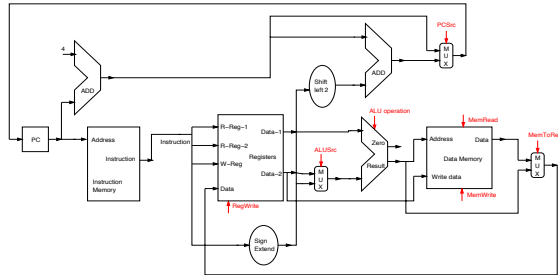 PCSrc
4
ADD
Shift
left 2
ADD
M
U
X
ALU operation
MemRead
PC
Address
Instruction
Instruction
Memory
Instruction
R-Reg-1
R-Reg-2
W-Reg
Data
Data-1
Registers
Data-2
RegWrite
ALUSrc
M
U
X
Zero
Result
Address
Data
Data Memory
Write data
MemWrite
MemToRe
M
U
X
Sign
Extend